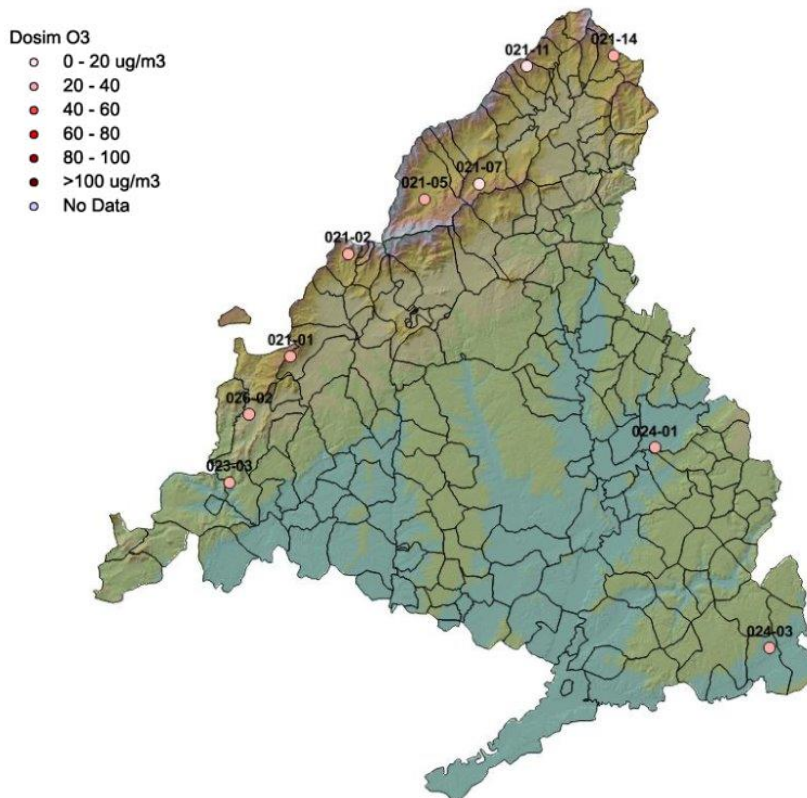 Dosim O3
0 - 20 ug/m3
20 - 40
40 - 60
60 - 80
80 - 100
>100 ug/m3
No Data
021-14
021-11
021-07
021-05
021-02
021-01
026-02
024-01
023-03
024-03